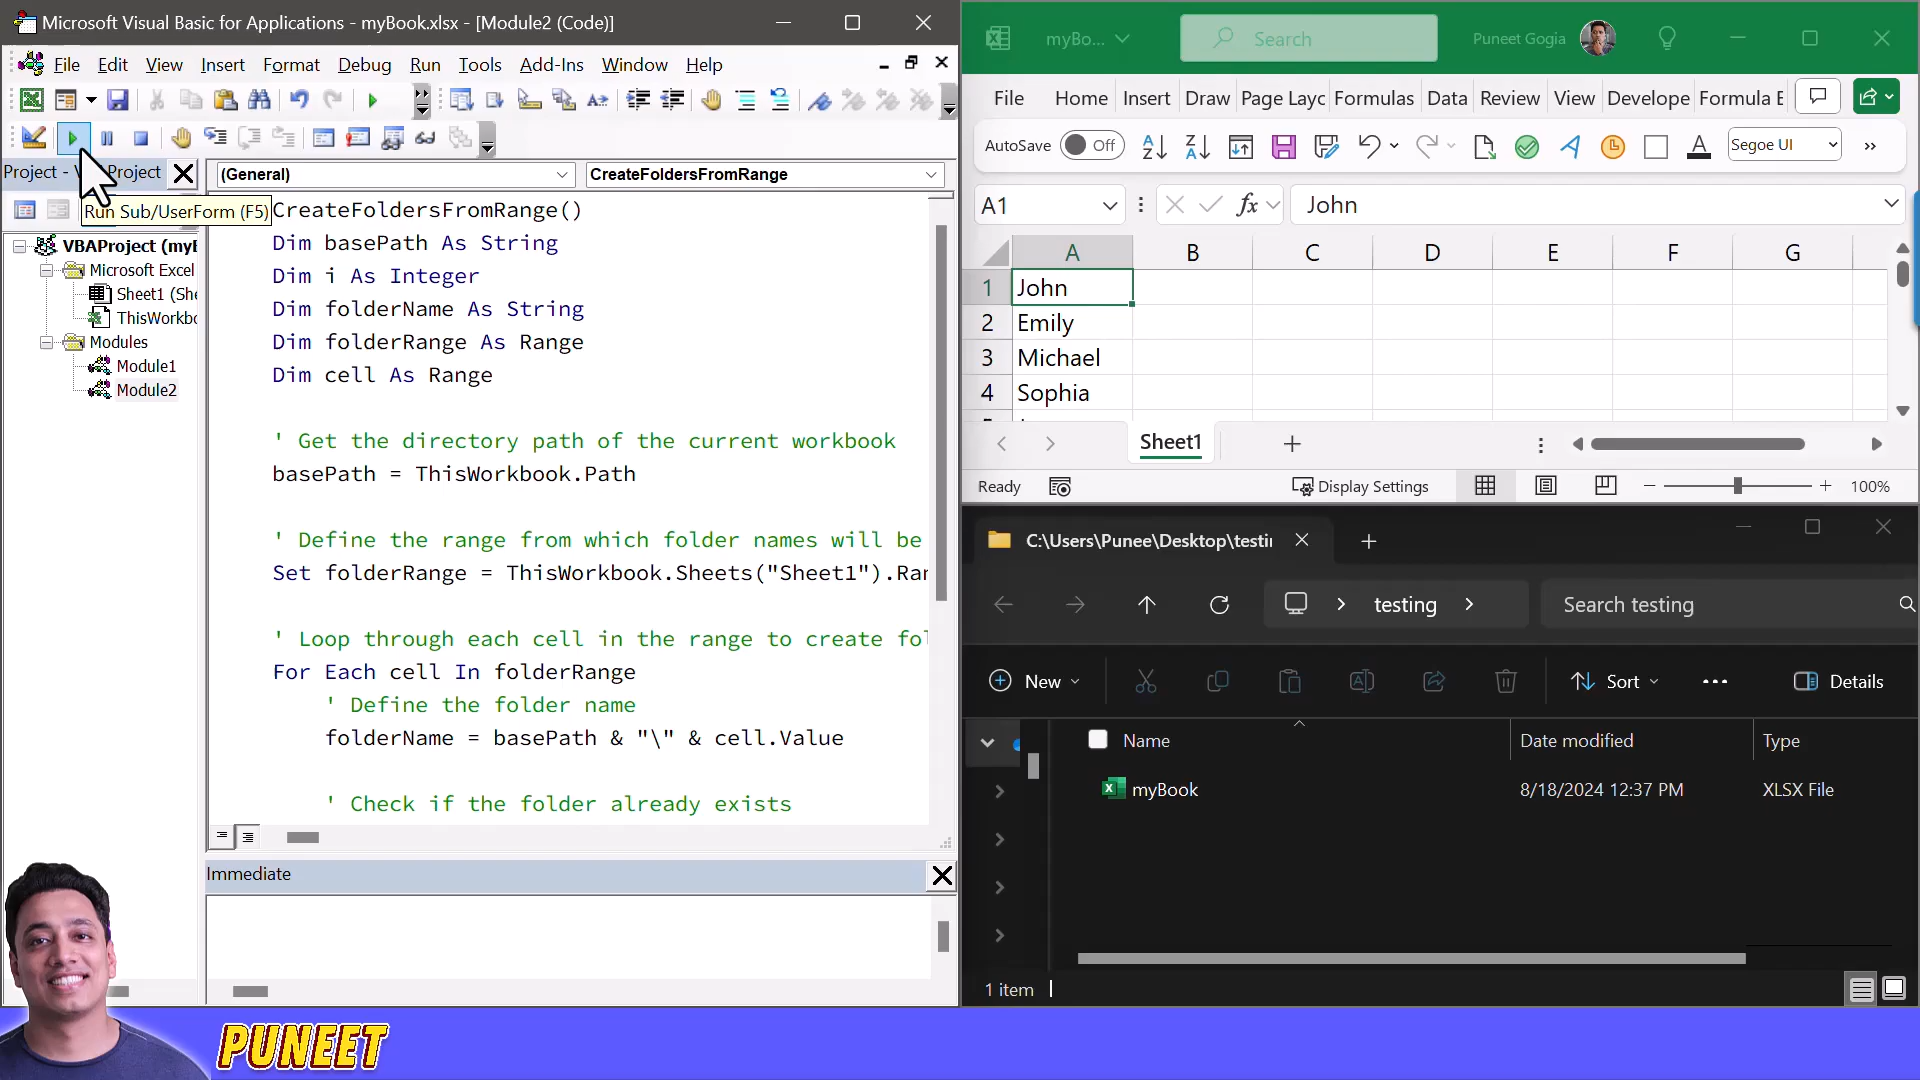 Microsoft Visual Basic for Applications - myBook.xlsx - [Module2 (Code)]
File Edit View Insert Format Debug Run Tools Add-Ins Window Help
Project - V Project
Run Sub/UserForm (F5)
VBAProject (myE
Microsoft Excel
Sheet1 (She
ThisWorkbo
Modules
Module1
Module2
(General)
CreateFoldersFromRange
CreateFoldersFromRange()
Dim basePath As String
Dim i As Integer
Dim folderName As String
Dim folderRange As Range
Dim cell As Range
' Get the directory path of the current workbook
basePath = ThisWorkbook.Path
' Define the range from which folder names will be
Set folderRange = ThisWorkbook.Sheets("Sheet1").Ran
' Loop through each cell in the range to create fol
For Each cell In folderRange
' Define the folder name
folderName = basePath & "\" & cell.Value
' Check if the folder already exists
Immediate
myBo...
Search
Puneet Gogia
File Home Insert Draw Page Layc Formulas Data Review View Develope Formula E
AutoSave Off
Segoe UI
A1
fx
John
A B C D E F G
1 John
2 Emily
3 Michael
4 Sophia
Sheet1
Ready
Display Settings
100%
C:\Users\Punee\Desktop\testi
testing
Search testing
New
Sort
Details
Name Date modified Type
myBook 8/18/2024 12:37 PM XLSX File
1 item
PUNEET